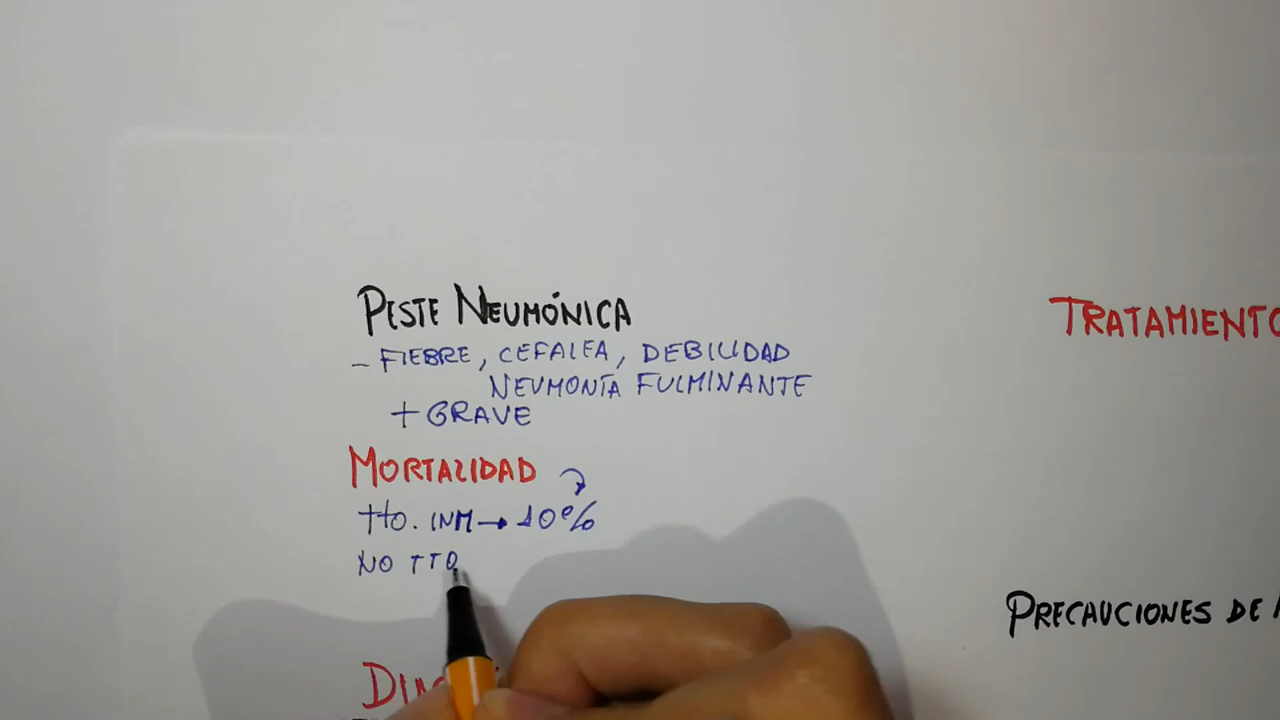 PESTE NEUMÓNICA
- FIEBRE, CEFALEA, DEBILIDAD
NEUMONÍA FULMINANTE
+ GRAVE
MORTALIDAD
tto. INM → 10%
NO TTO
TRATAMIENTO
PRECAUCIONES DE